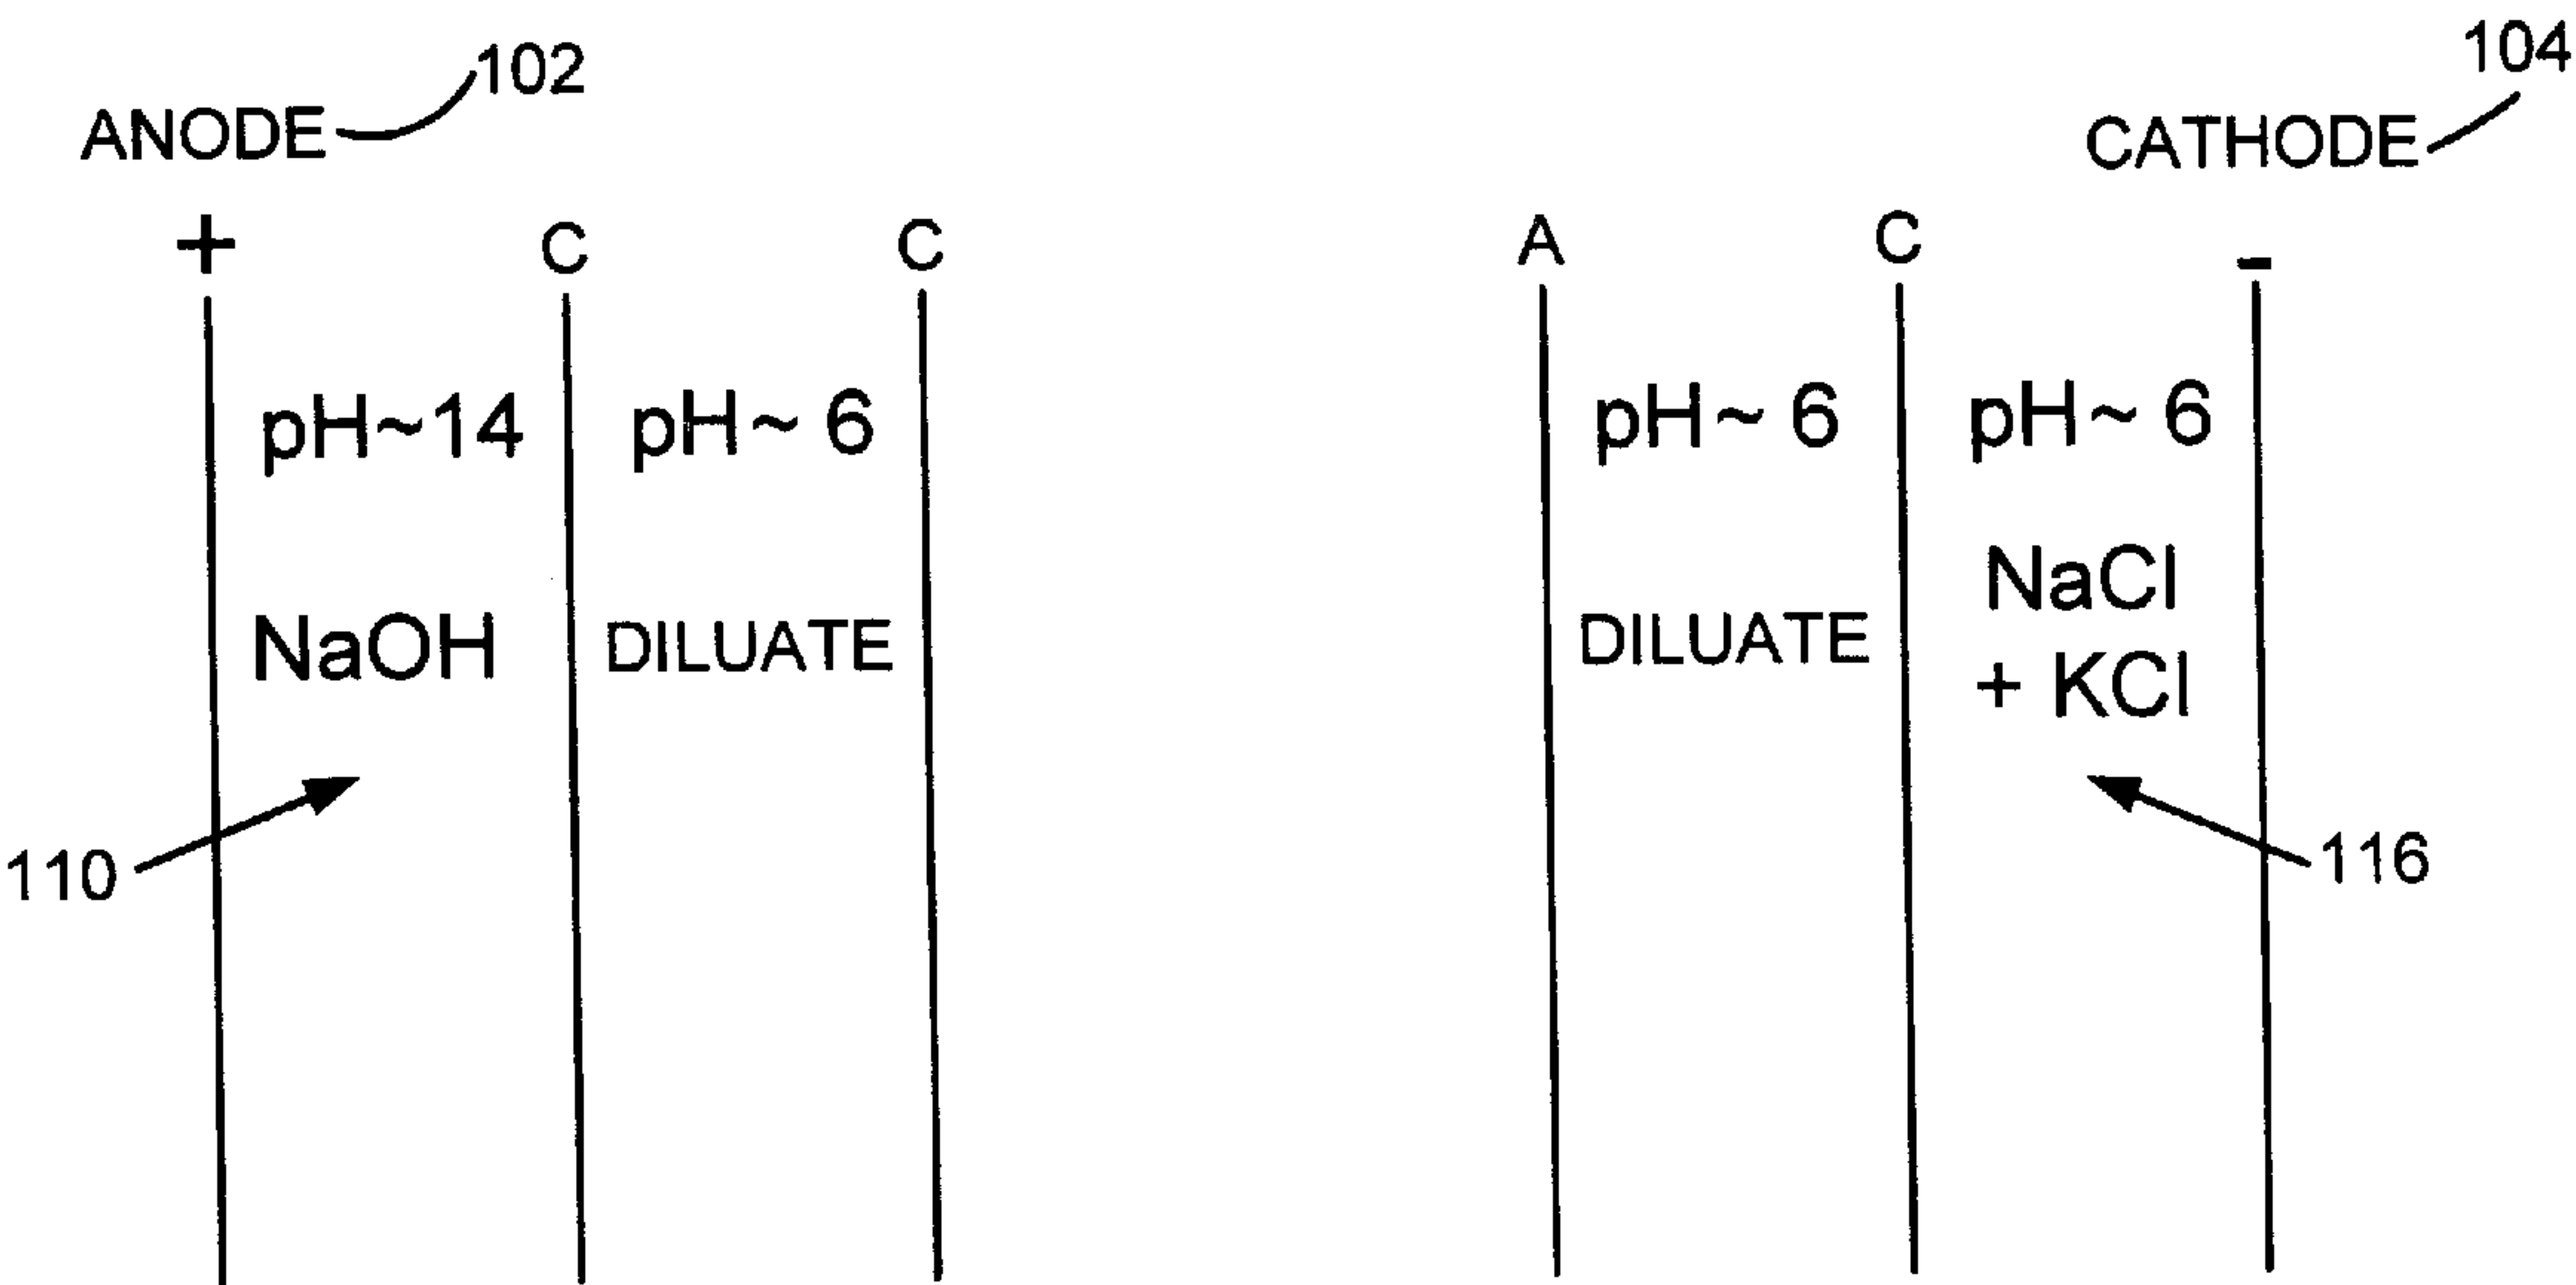 102
104
ANODE
CATHODE
+ C C A C -
pH~14 pH~ 6 pH~ 6 pH~ 6
NaOH DILUATE DILUATE NaCl
+ KCl
110 116